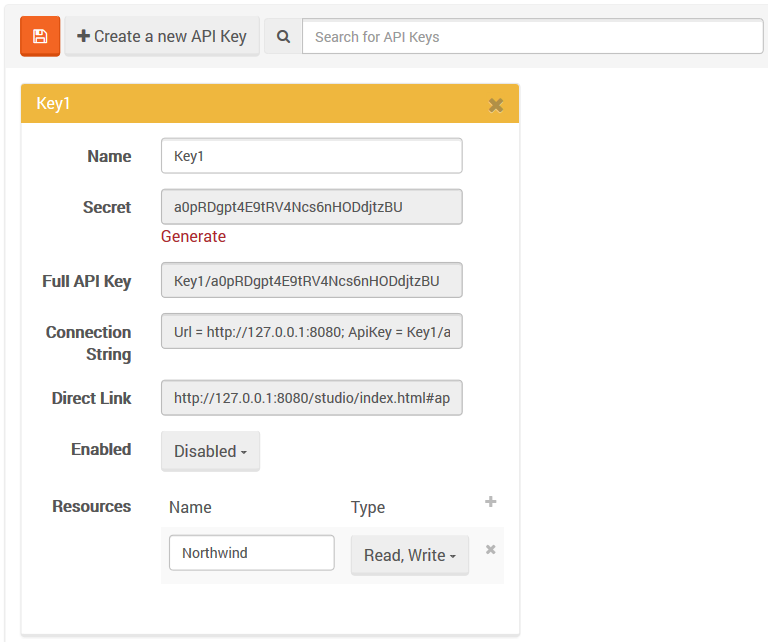 Create a new API Key
Search for API Keys
Key1
Name
Key1
Secret
a0pRDgpt4E9tRV4Ncs6nHODdjtzBU
Generate
Full API Key
Key1/a0pRDgpt4E9tRV4Ncs6nHODdjtzBU
Connection
String
Url = http://127.0.0.1:8080; ApiKey = Key1/a
Direct Link
http://127.0.0.1:8080/studio/index.html#ap
Enabled
Disabled
Resources
Name Type
Northwind
Read, Write